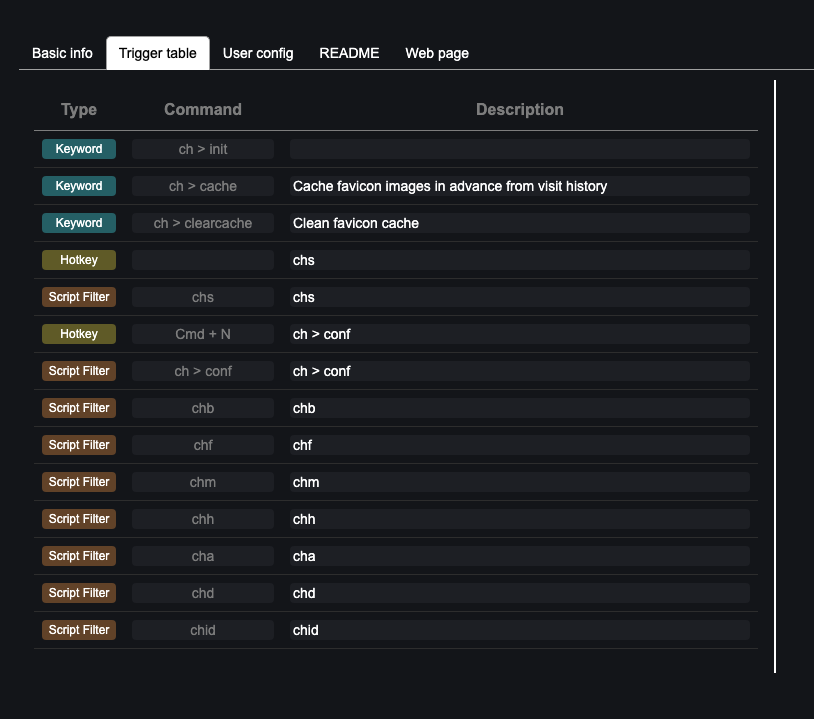 Basic info Trigger table User config README Web page
Type Command Description
Keyword ch > init
Keyword ch > cache Cache favicon images in advance from visit history
Keyword ch > clearcache Clean favicon cache
Hotkey chs
Script Filter chs chs
Hotkey Cmd + N ch > conf
Script Filter ch > conf ch > conf
Script Filter chb chb
Script Filter chf chf
Script Filter chm chm
Script Filter chh chh
Script Filter cha cha
Script Filter chd chd
Script Filter chid chid